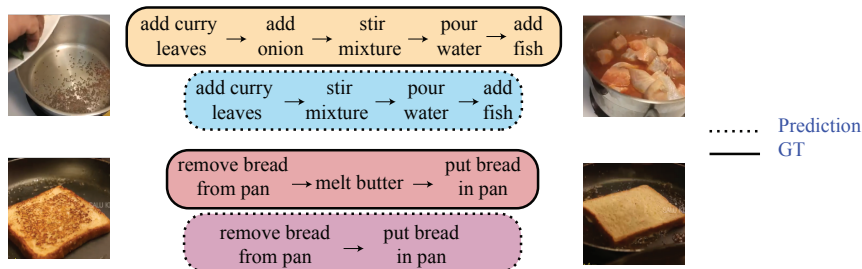 add curry add stir pour add
leaves → onion → mixture → water → fish
add curry stir pour add
leaves → mixture → water → fish
Prediction
GT
remove bread put bread
from pan → melt butter → in pan
remove bread put bread
from pan → in pan